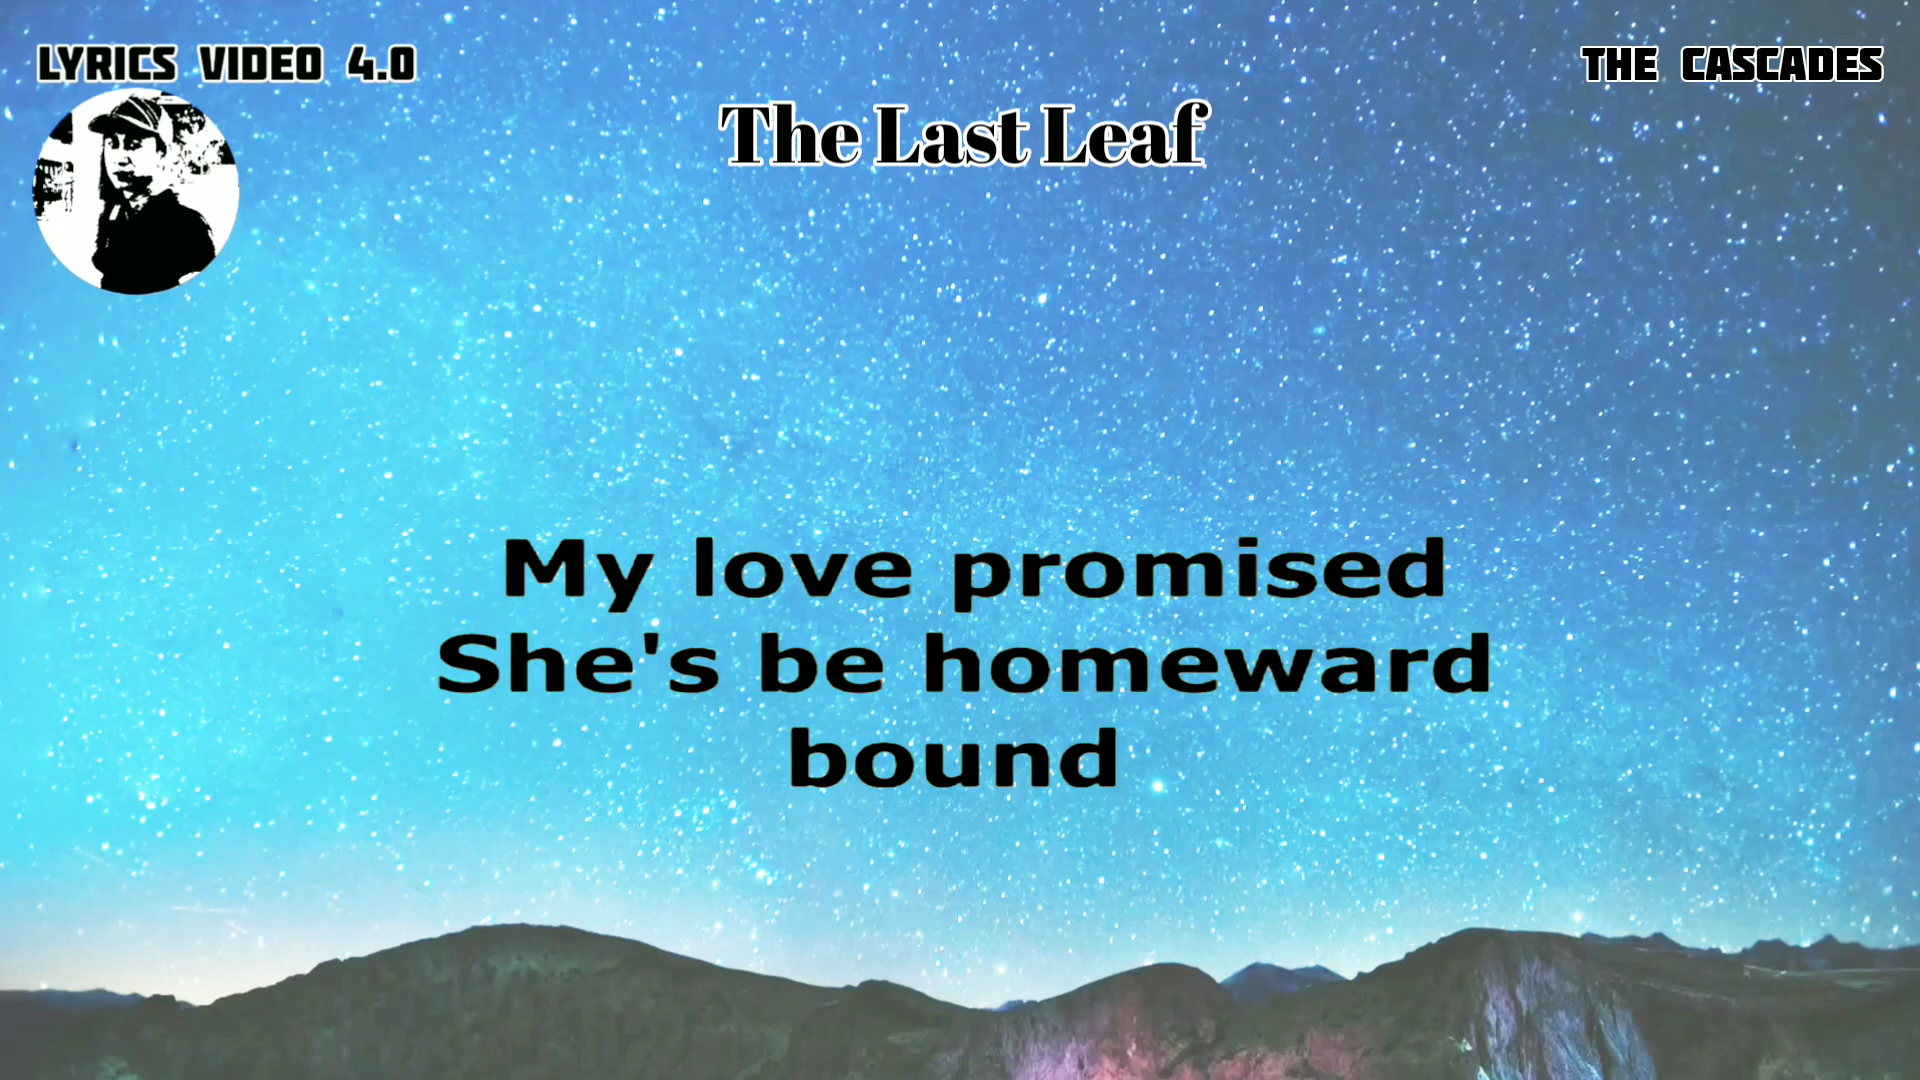 LYRICS VIDEO 4.0
THE CASCADES
The Last Leaf
My love promised
She's be homeward
bound